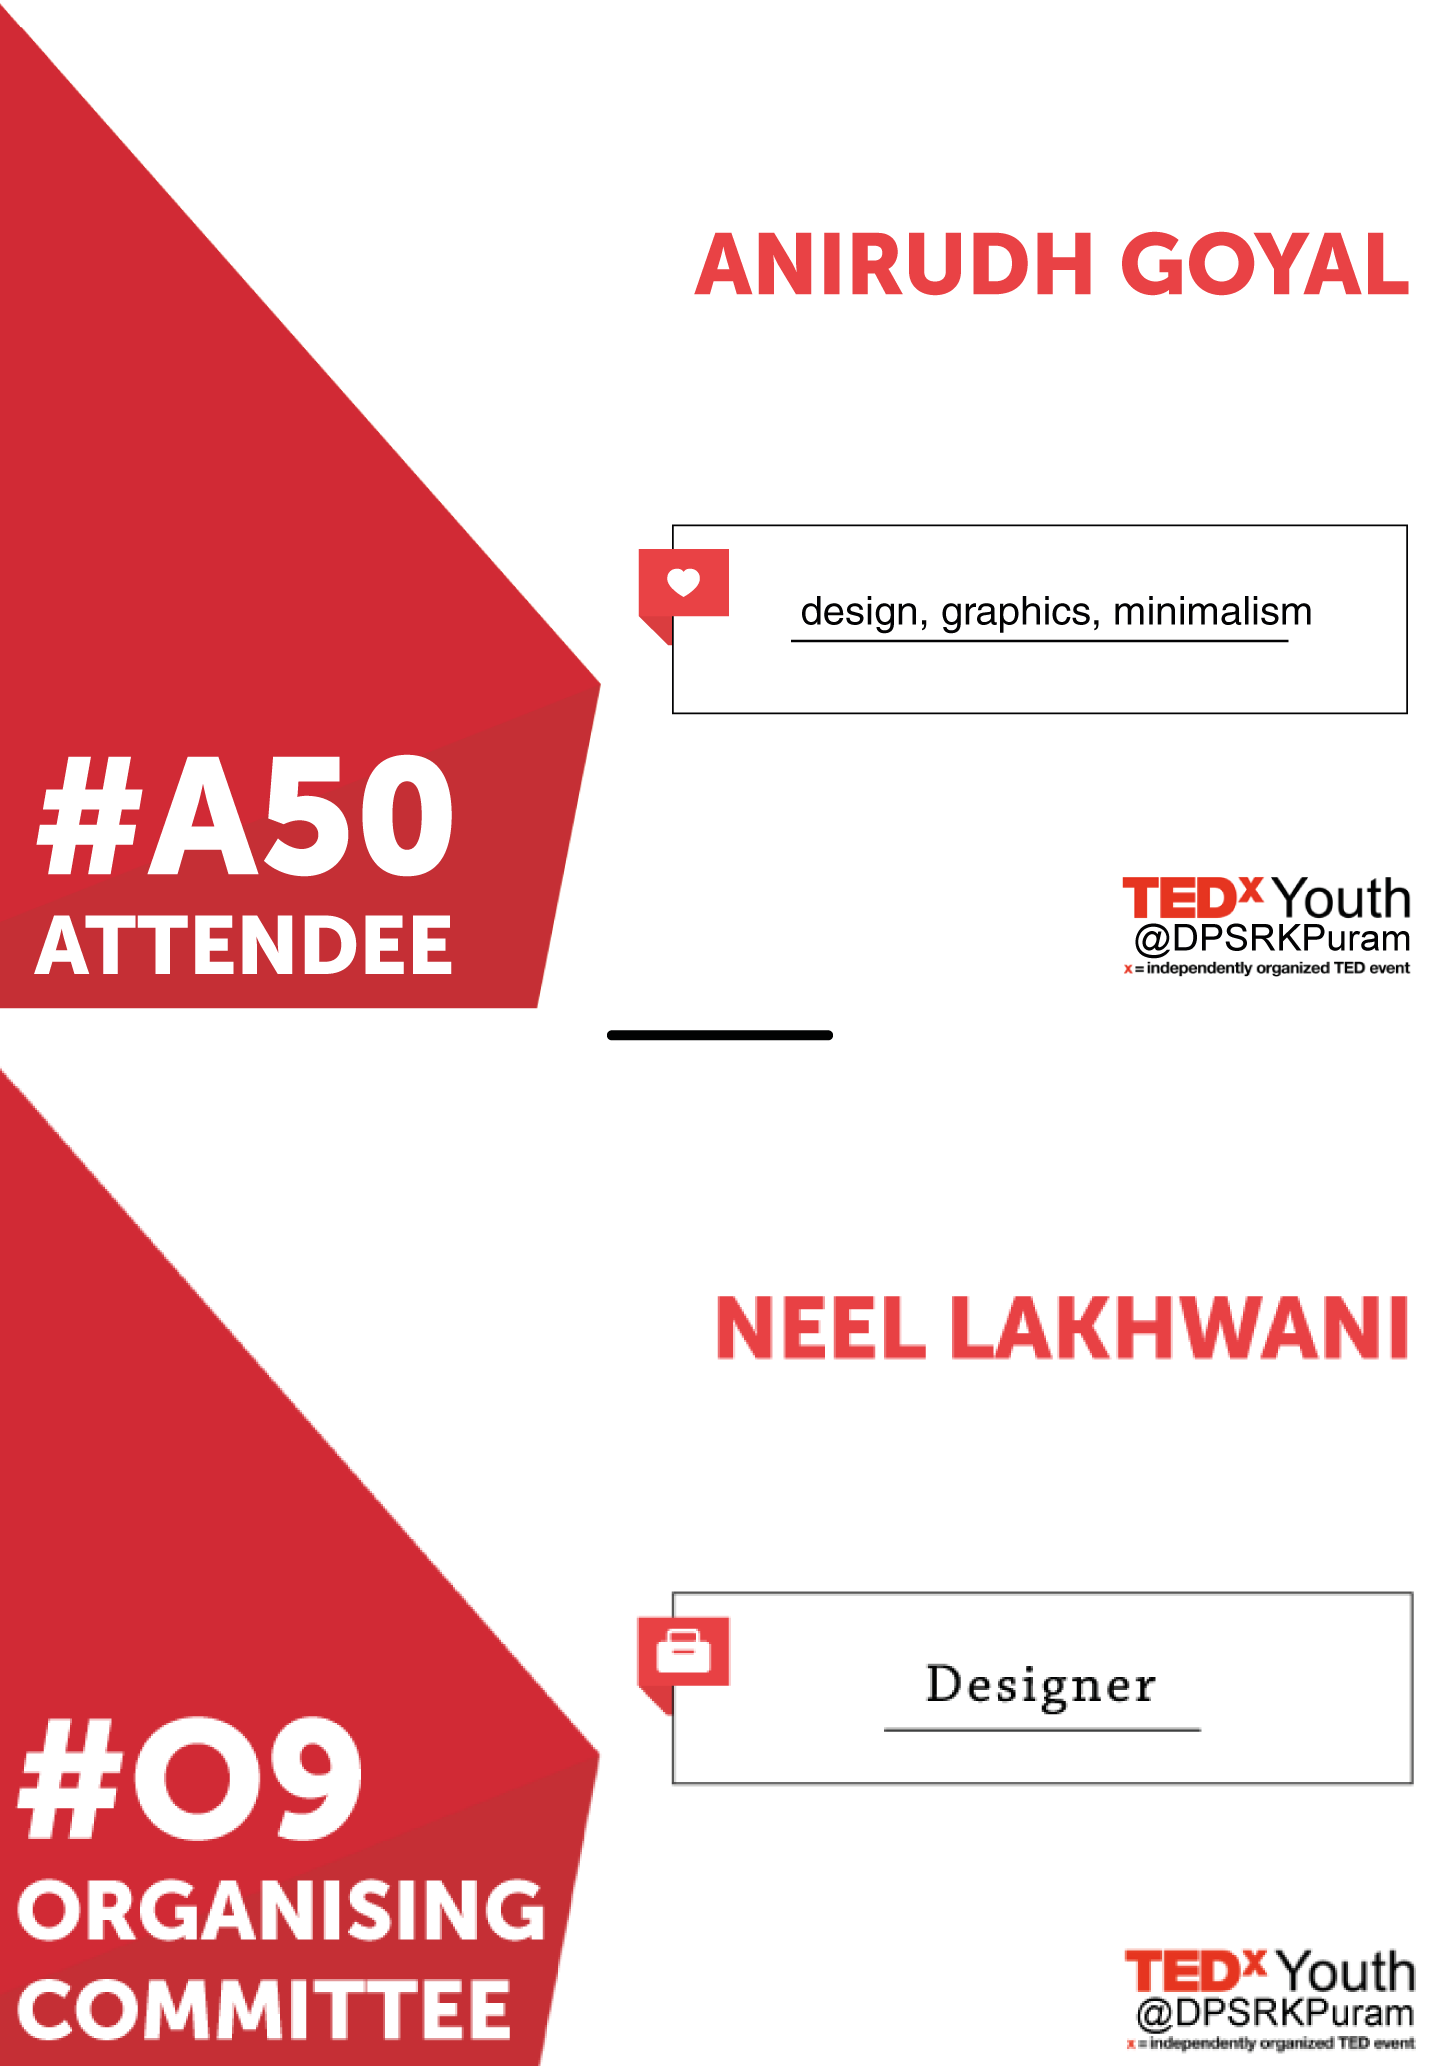 ANIRUDH GOYAL
design, graphics, minimalism
#A50
ATTENDEE
TEDx Youth
@DPSRKPuram
x = independently organized TED event
NEEL LAKHWANI
Designer
#O9
ORGANISING
COMMITTEE
TEDx Youth
@DPSRKPuram
x = independently organized TED event